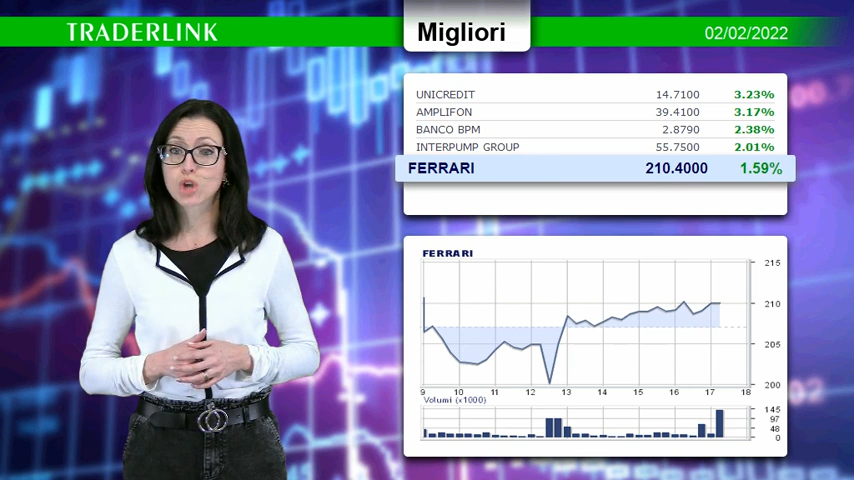 TRADERLINK
Migliori
02/02/2022
UNICREDIT 14.7100 3.23%
AMPLIFON 39.4100 3.17%
BANCO BPM 2.8790 2.38%
INTERPUMP GROUP 55.7500 2.01%
FERRARI 210.4000 1.59%
FERRARI
215
210
205
200
9 10 11 12 13 14 15 16 17 18
Volumi (x1000)
145
97
48
0